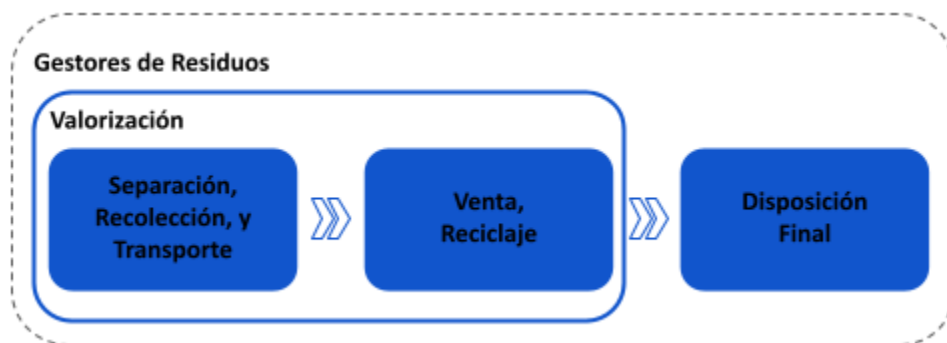 Gestores de Residuos
Valorización
Separación,
Recolección, y
Transporte
Venta,
Reciclaje
Disposición
Final